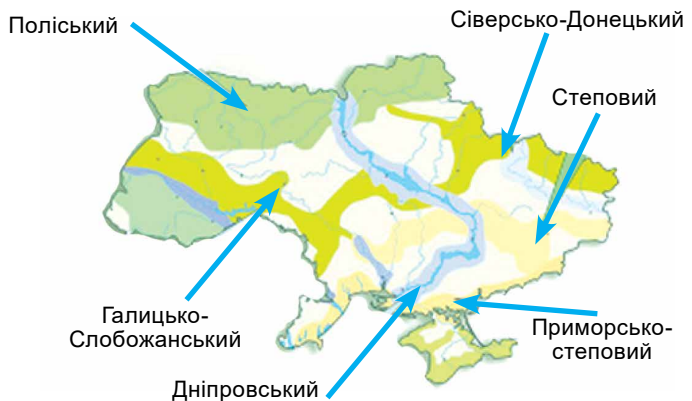 Поліський
Сіверсько-Донецький
Степовий
Галицько-
Слобожанський
Приморсько-
степовий
Дніпровський